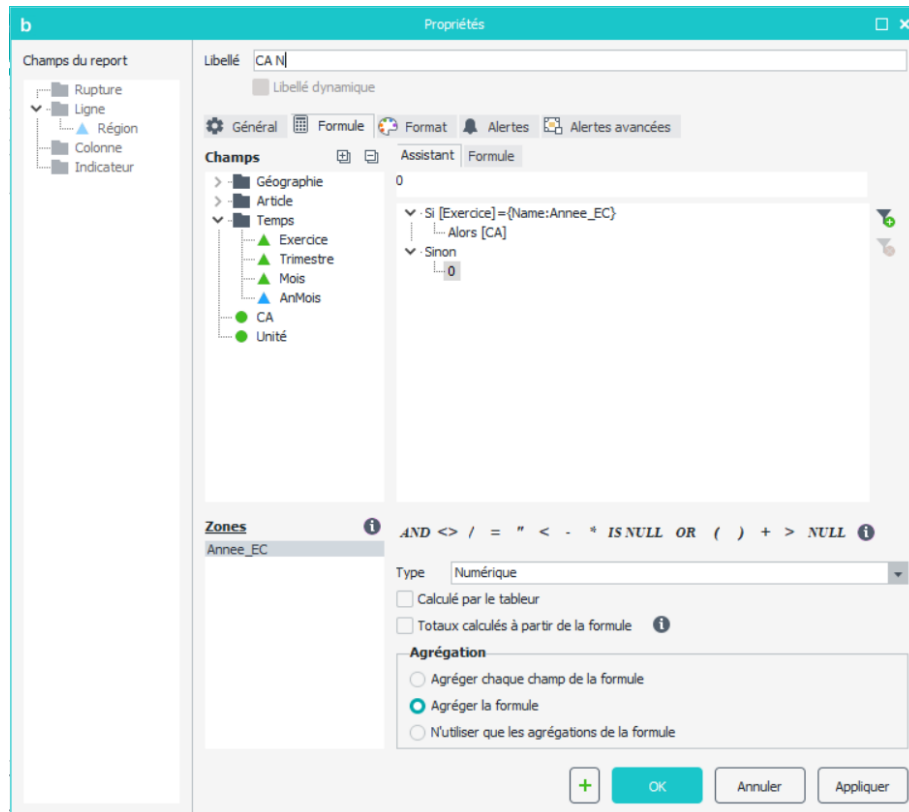 b
Propriétés
Champs du report
Rupture
Ligne
Région
Colonne
Indicateur
Libellé CA N
Libellé dynamique
Général Formule Format Alertes Alertes avancées
Champs
Géographie
Article
Temps
Exercice
Trimestre
Mois
AnMois
CA
Unité
Assistant Formule
0
Si [Exercice]={Name:Annee_EC}
Alors [CA]
Sinon
0
Zones
Annee_EC
AND <> / = " < - * IS NULL OR ( ) + > NULL
Type Numérique
Calculé par le tableur
Totaux calculés à partir de la formule
Agrégation
Agréger chaque champ de la formule
Agréger la formule
N'utiliser que les agrégations de la formule
+ OK Annuler Appliquer